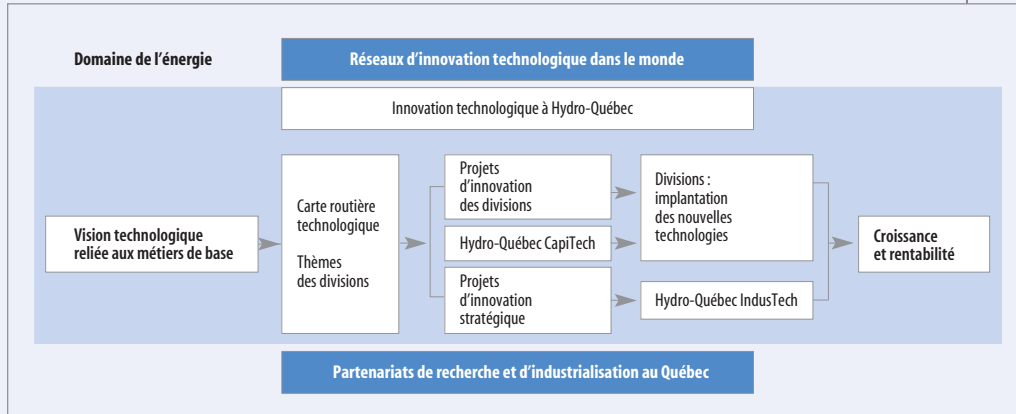 Domaine de l'énergie
Réseaux d'innovation technologique dans le monde
Innovation technologique à Hydro-Québec
Vision technologique
reliée aux métiers de base
Carte routière
technologique
Thèmes
des divisions
Projets
d'innovation
des divisions
Hydro-Québec CapiTech
Projets
d'innovation
stratégique
Divisions :
implantation
des nouvelles
technologies
Hydro-Québec IndusTech
Croissance
et rentabilité
Partenariats de recherche et d'industrialisation au Québec